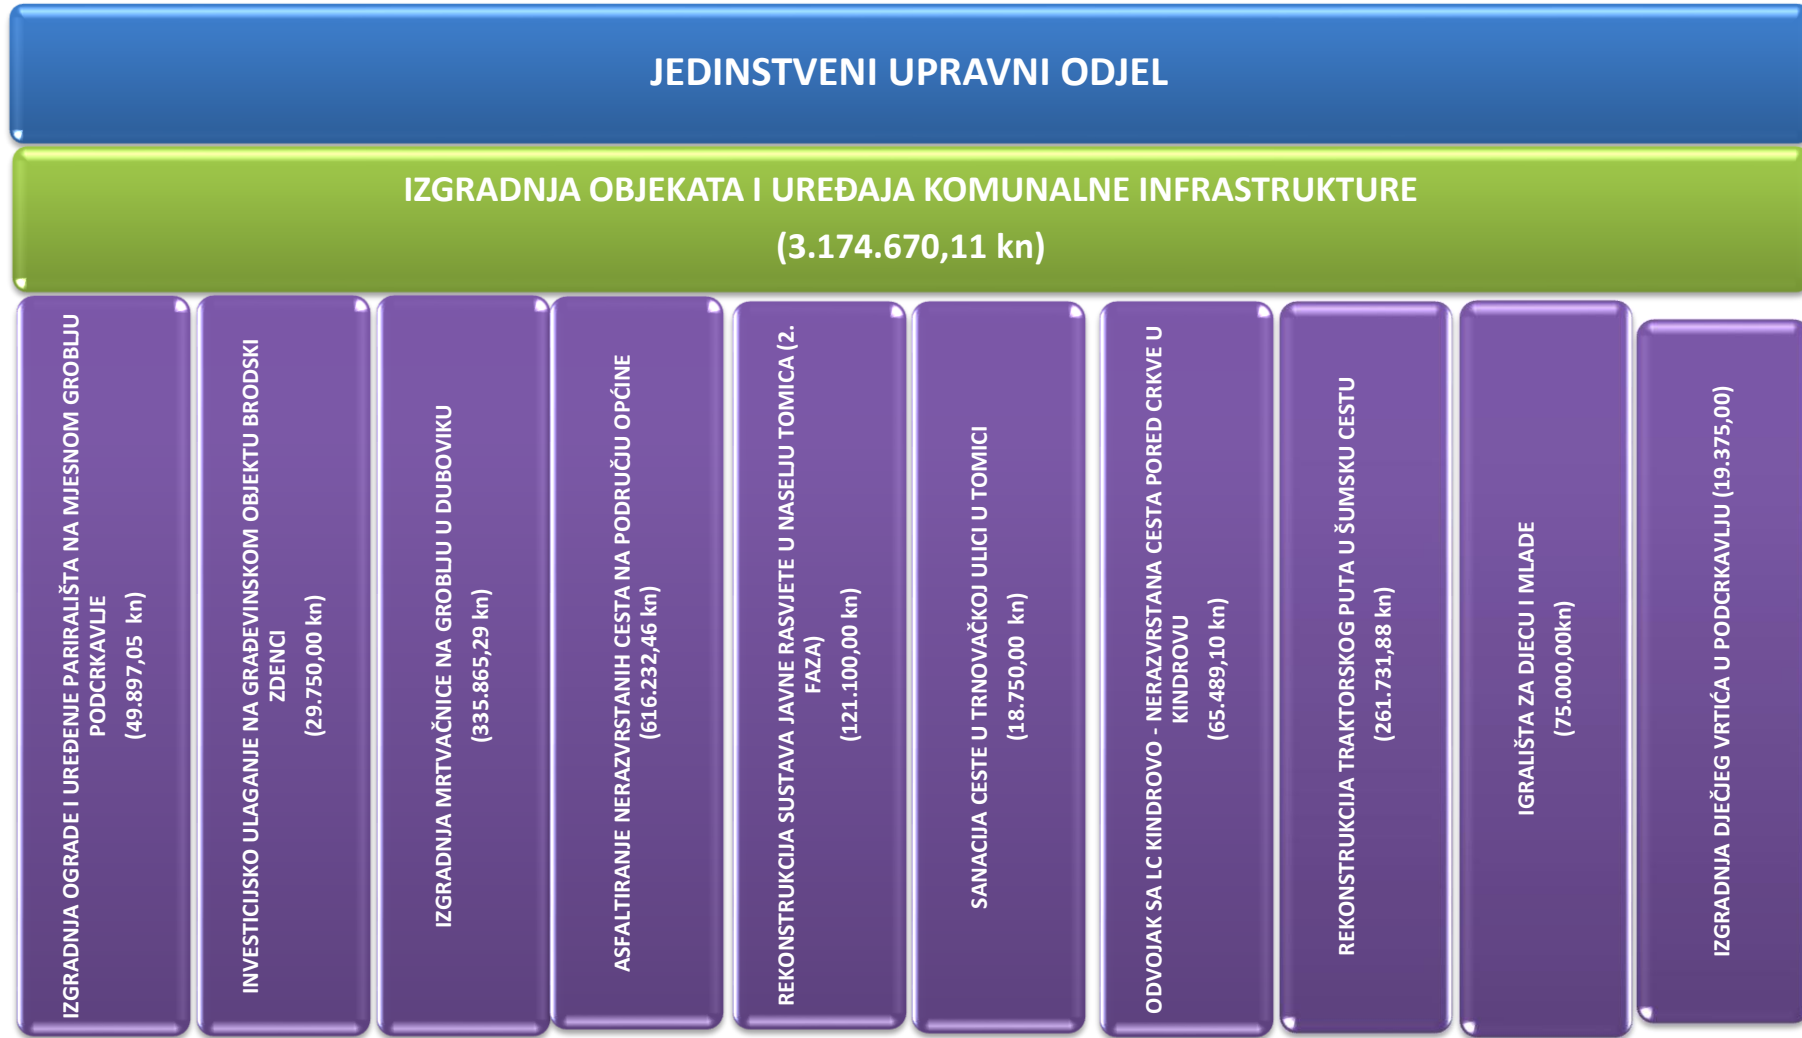 JEDINSTVENI UPRAVNI ODJEL
IZGRADNJA OBJEKATA I UREĐAJA KOMUNALNE INFRASTRUKTURE
(3.174.670,11 kn)
IZGRADNJA OGRADE I UREĐENJE PARIRALIŠTA NA MJESNOM GROBLJU
PODCRKAVLJE
(49.897,05 kn)
INVESTICIJSKO ULAGANJE NA GRAĐEVINSKOM OBJEKTU BRODSKI
ZDENCI
(29.750,00 kn)
IZGRADNJA MRTVAČNICE NA GROBLJU U DUBOVIKU
(335.865,29 kn)
ASFALTIRANJE NERAZVRSTANIH CESTA NA PODRUČJU OPĆINE
(616.232,46 kn)
REKONSTRUKCIJA SUSTAVA JAVNE RASVJETE U NASELJU TOMICA (2.
FAZA)
(121.100,00 kn)
SANACIJA CESTE U TRNOVAČKOJ ULICI U TOMICI
(18.750,00 kn)
ODVOJAK SA LC KINDROVO - NERAZVRSTANA CESTA PORED CRKVE U
KINDROVU
(65.489,10 kn)
REKONSTRUKCIJA TRAKTORSKOG PUTA U ŠUMSKU CESTU
(261.731,88 kn)
IGRALIŠTA ZA DJECU I MLADE
(75.000,00kn)
IZGRADNJA DJEČJEG VRTIĆA U PODCRKAVLJU (19.375,00)